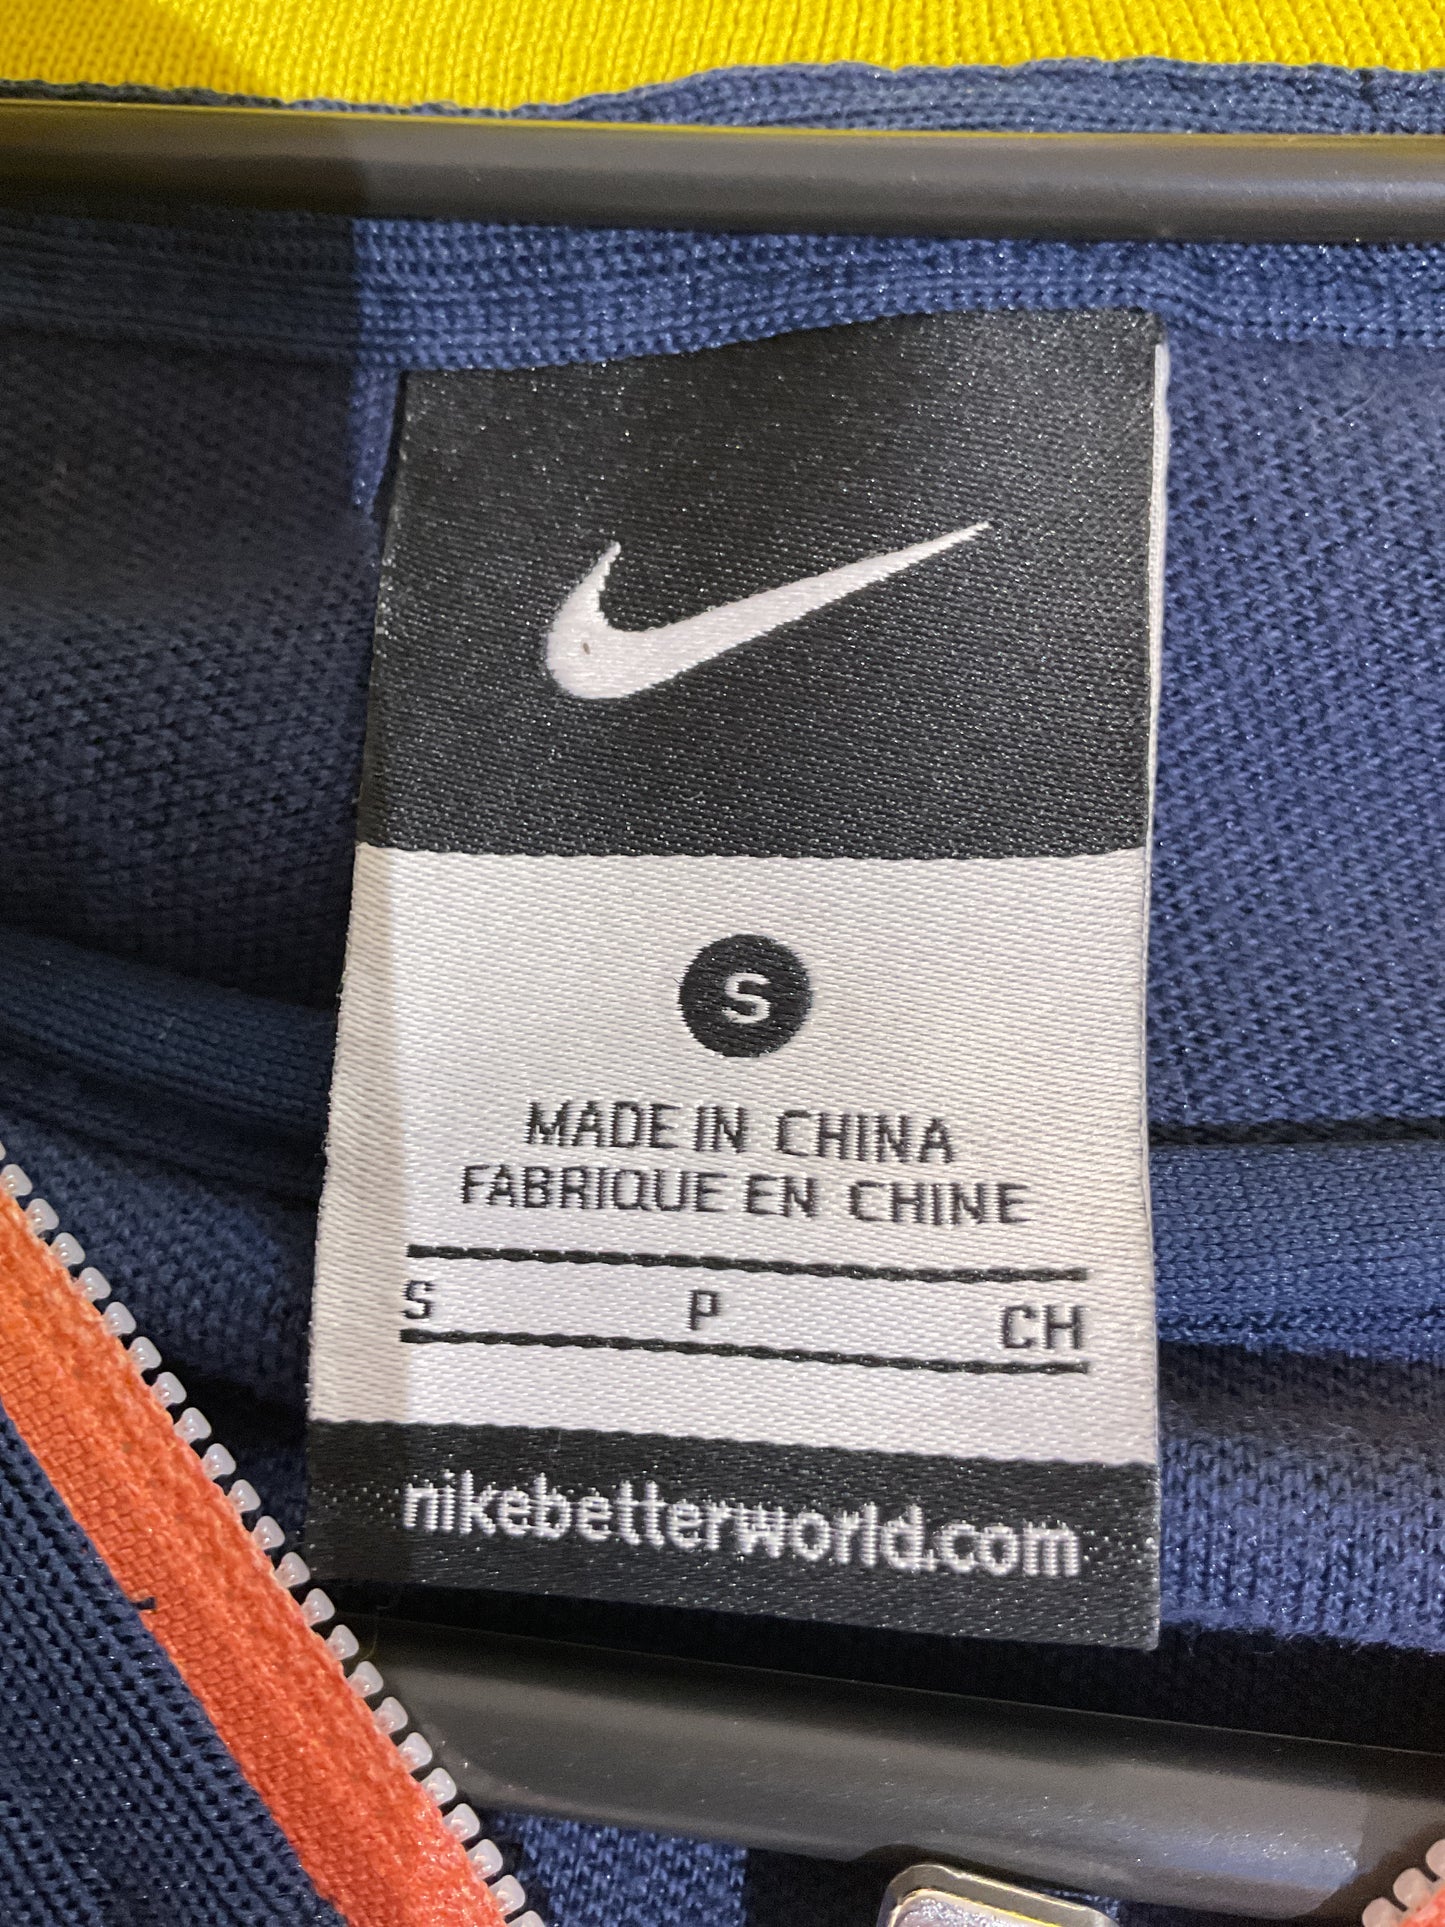 S
MADE IN CHINA
FABRIQUE EN CHINE
S P CH
nikebetterworld.com